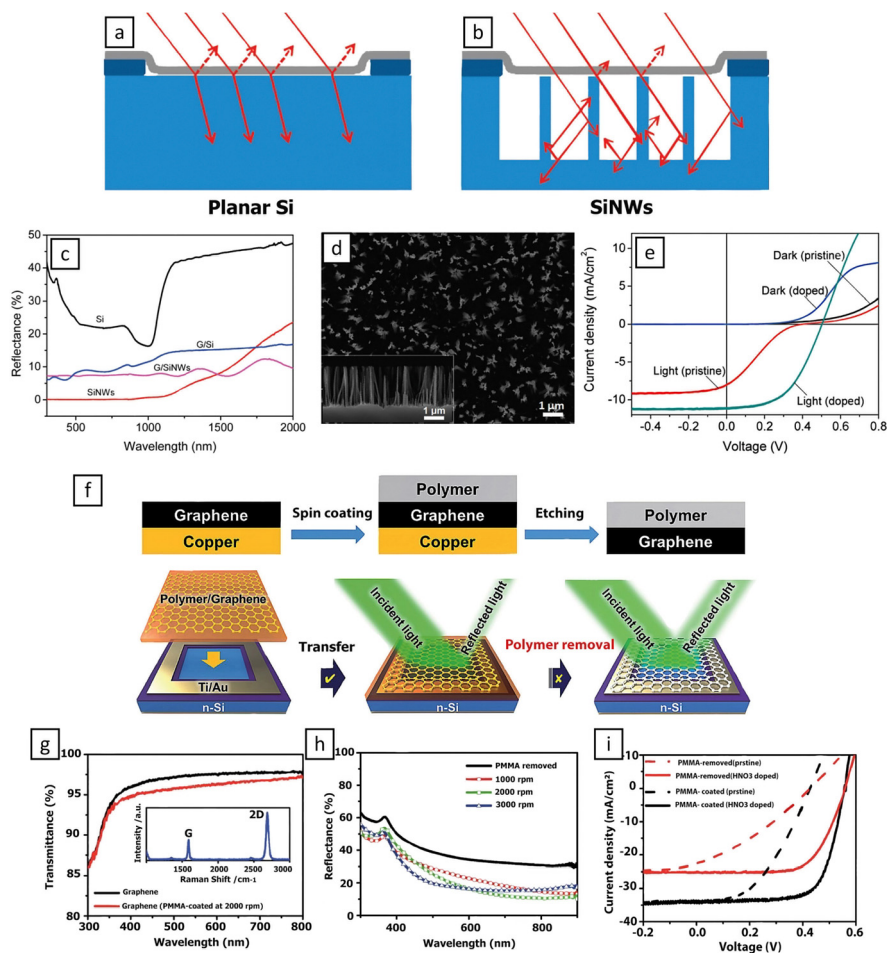 a
b
Planar Si
SiNWs
c
50
40
30
20
10
0
Reflectance (%)
Si
G/Si
G/SiNWs
SiNWs
500
1000
1500
2000
Wavelength (nm)
d
1 μm
1 μm
e
10
5
0
-5
-10
Current density (mA/cm²)
Dark (pristine)
Dark (doped)
Light (pristine)
Light (doped)
-0.4
-0.2
0.0
0.2
0.4
0.6
0.8
Voltage (V)
f
Graphene
Copper
Spin coating
Polymer
Graphene
Copper
Etching
Polymer
Graphene
Polymer/Graphene
Ti/Au
n-Si
Transfer
Incident light
Reflected light
n-Si
Polymer removal
Incident light
Reflected light
n-Si
g
100
95
90
85
80
Transmittance (%)
Intensity / a.u.
G
2D
1500
2000
2500
3000
Raman Shift /cm-1
Graphene
Graphene (PMMA-coated at 2000 rpm)
300
400
500
600
700
800
Wavelength (nm)
h
100
80
60
40
20
0
Reflectance (%)
PMMA removed
1000 rpm
2000 rpm
3000 rpm
400
600
800
Wavelength (nm)
i
10
0
-10
-20
-30
-40
Current density (mA/cm²)
PMMA-removed(prstine)
PMMA-removed(HNO3 doped)
PMMA- coated (prstine)
PMMA- coated (HNO3 doped)
-0.2
0.0
0.2
0.4
0.6
Voltage (V)